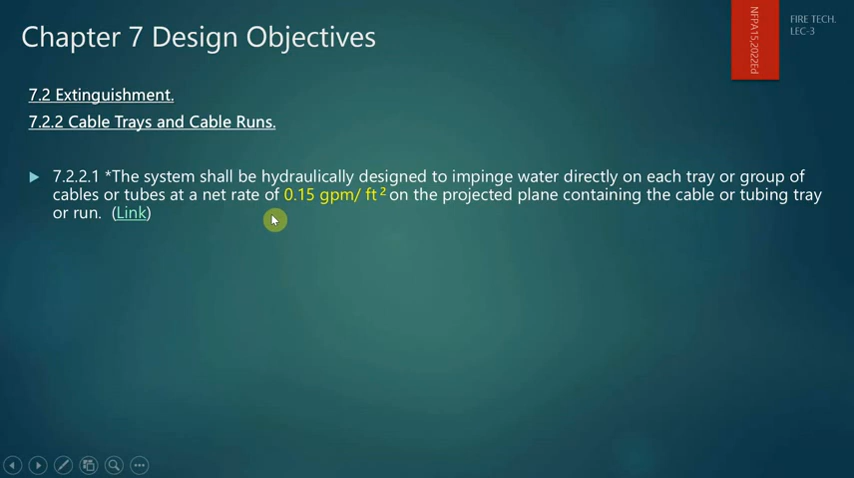 Chapter 7 Design Objectives
NFPA15,2022Ed
FIRE TECH.
LEC-3
7.2 Extinguishment.
7.2.2 Cable Trays and Cable Runs.
7.2.2.1 *The system shall be hydraulically designed to impinge water directly on each tray or group of
cables or tubes at a net rate of 0.15 gpm/ ft² on the projected plane containing the cable or tubing tray
or run. (Link)